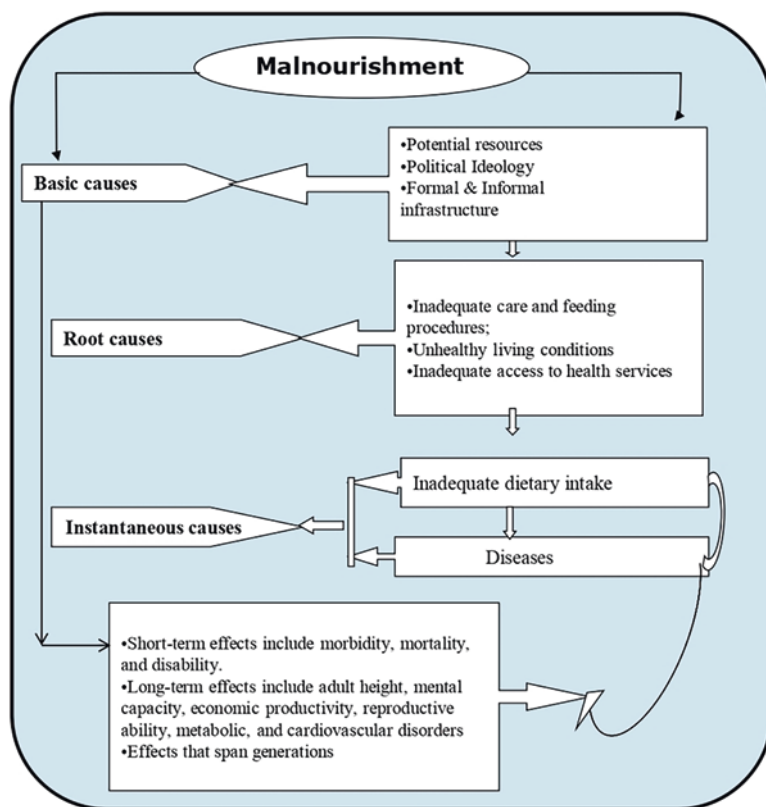 Malnourishment
•Potential resources
•Political Ideology
•Formal & Informal
infrastructure
Basic causes
•Inadequate care and feeding
procedures;
•Unhealthy living conditions
•Inadequate access to health services
Root causes
Inadequate dietary intake
Instantaneous causes
Diseases
•Short-term effects include morbidity, mortality,
and disability.
•Long-term effects include adult height, mental
capacity, economic productivity, reproductive
ability, metabolic, and cardiovascular disorders
•Effects that span generations